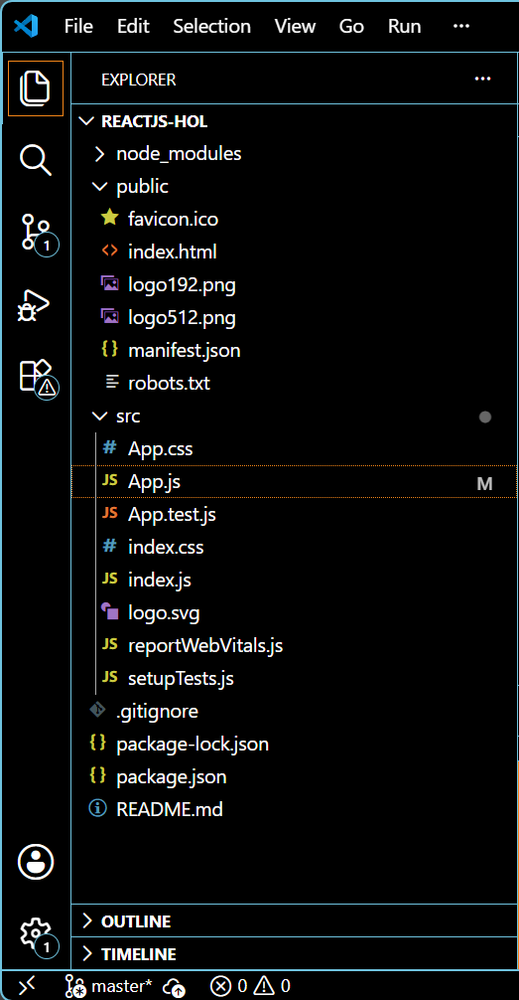 File Edit Selection View Go Run ···
EXPLORER ···
REACTJS-HOL
node_modules
public
favicon.ico
index.html
logo192.png
logo512.png
{} manifest.json
robots.txt
src
# App.css
JS App.js M
JS App.test.js
# index.css
JS index.js
logo.svg
JS reportWebVitals.js
JS setupTests.js
.gitignore
{} package-lock.json
{} package.json
README.md
1
1
OUTLINE
TIMELINE
master* 0 0